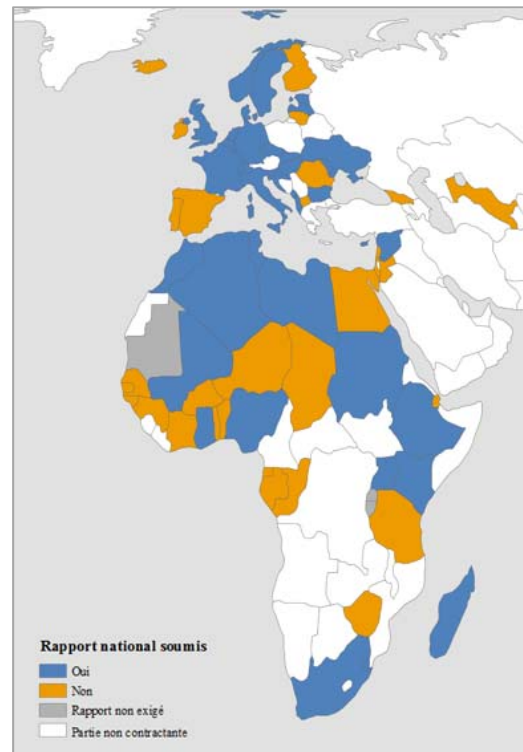 Rapport national soumis
Oui
Non
Rapport non exigé
Partie non contractante